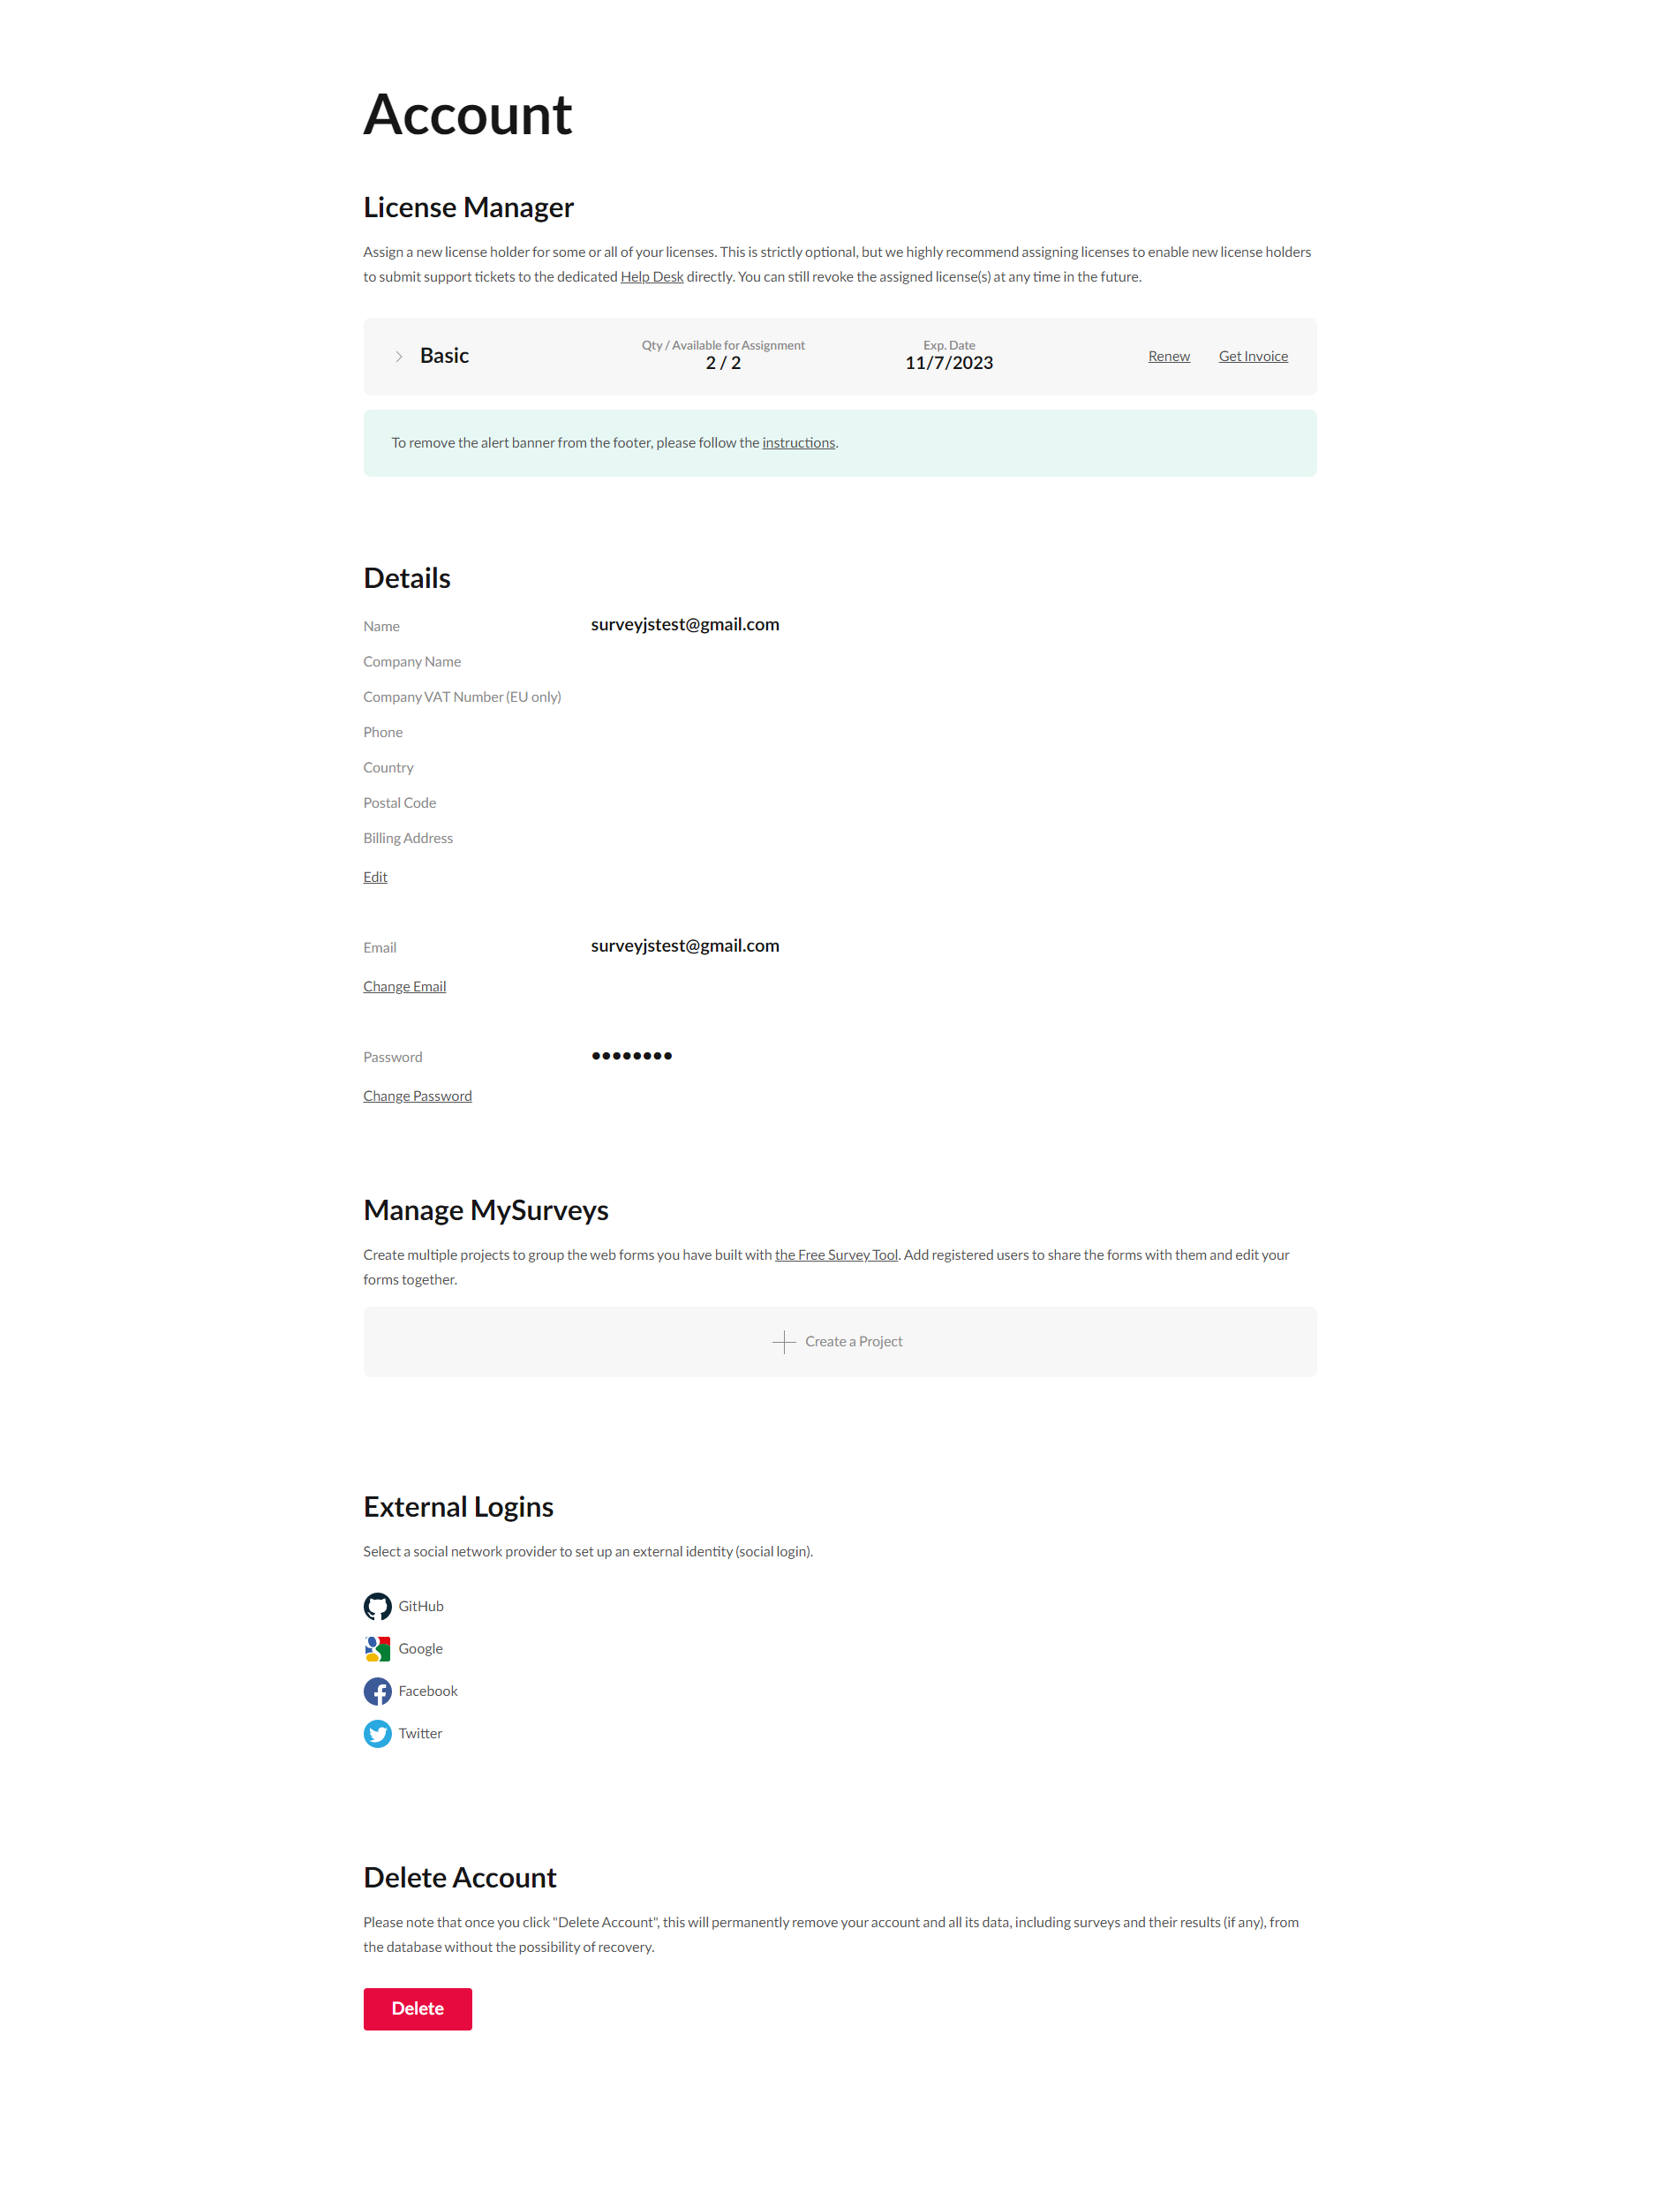 Account
License Manager
Assign a new license holder for some or all of your licenses. This is strictly optional, but we highly recommend assigning licenses to enable new license holders
to submit support tickets to the dedicated Help Desk directly. You can still revoke the assigned license(s) at any time in the future.
Basic
Qty / Available for Assignment
2 / 2
Exp. Date
11/7/2023
Renew
Get Invoice
To remove the alert banner from the footer, please follow the instructions.
Details
Name surveyjstest@gmail.com
Company Name
Company VAT Number (EU only)
Phone
Country
Postal Code
Billing Address
Edit
Email surveyjstest@gmail.com
Change Email
Password ••••••••
Change Password
Manage MySurveys
Create multiple projects to group the web forms you have built with the Free Survey Tool. Add registered users to share the forms with them and edit your
forms together.
Create a Project
External Logins
Select a social network provider to set up an external identity (social login).
GitHub
Google
Facebook
Twitter
Delete Account
Please note that once you click "Delete Account", this will permanently remove your account and all its data, including surveys and their results (if any), from
the database without the possibility of recovery.
Delete